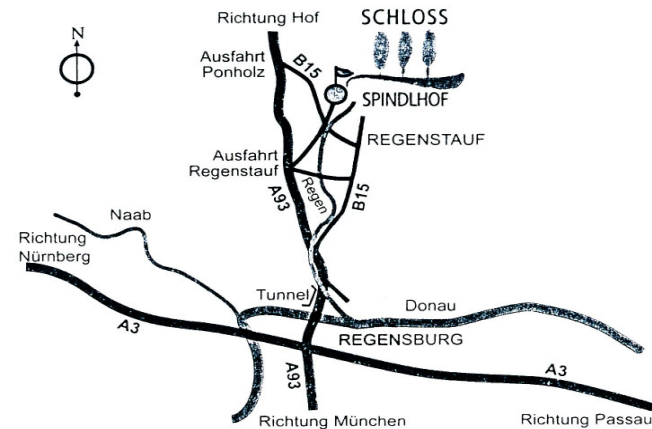 Richtung Hof
SCHLOSS
N
Ausfahrt
Ponholz
B15
SPINDLHOF
REGENSTAUF
Ausfahrt
Regenstauf
Regen
A93
B15
Naab
Richtung
Nürnberg
Tunnel
Donau
A3
REGENSBURG
A93
A3
Richtung München
Richtung Passau